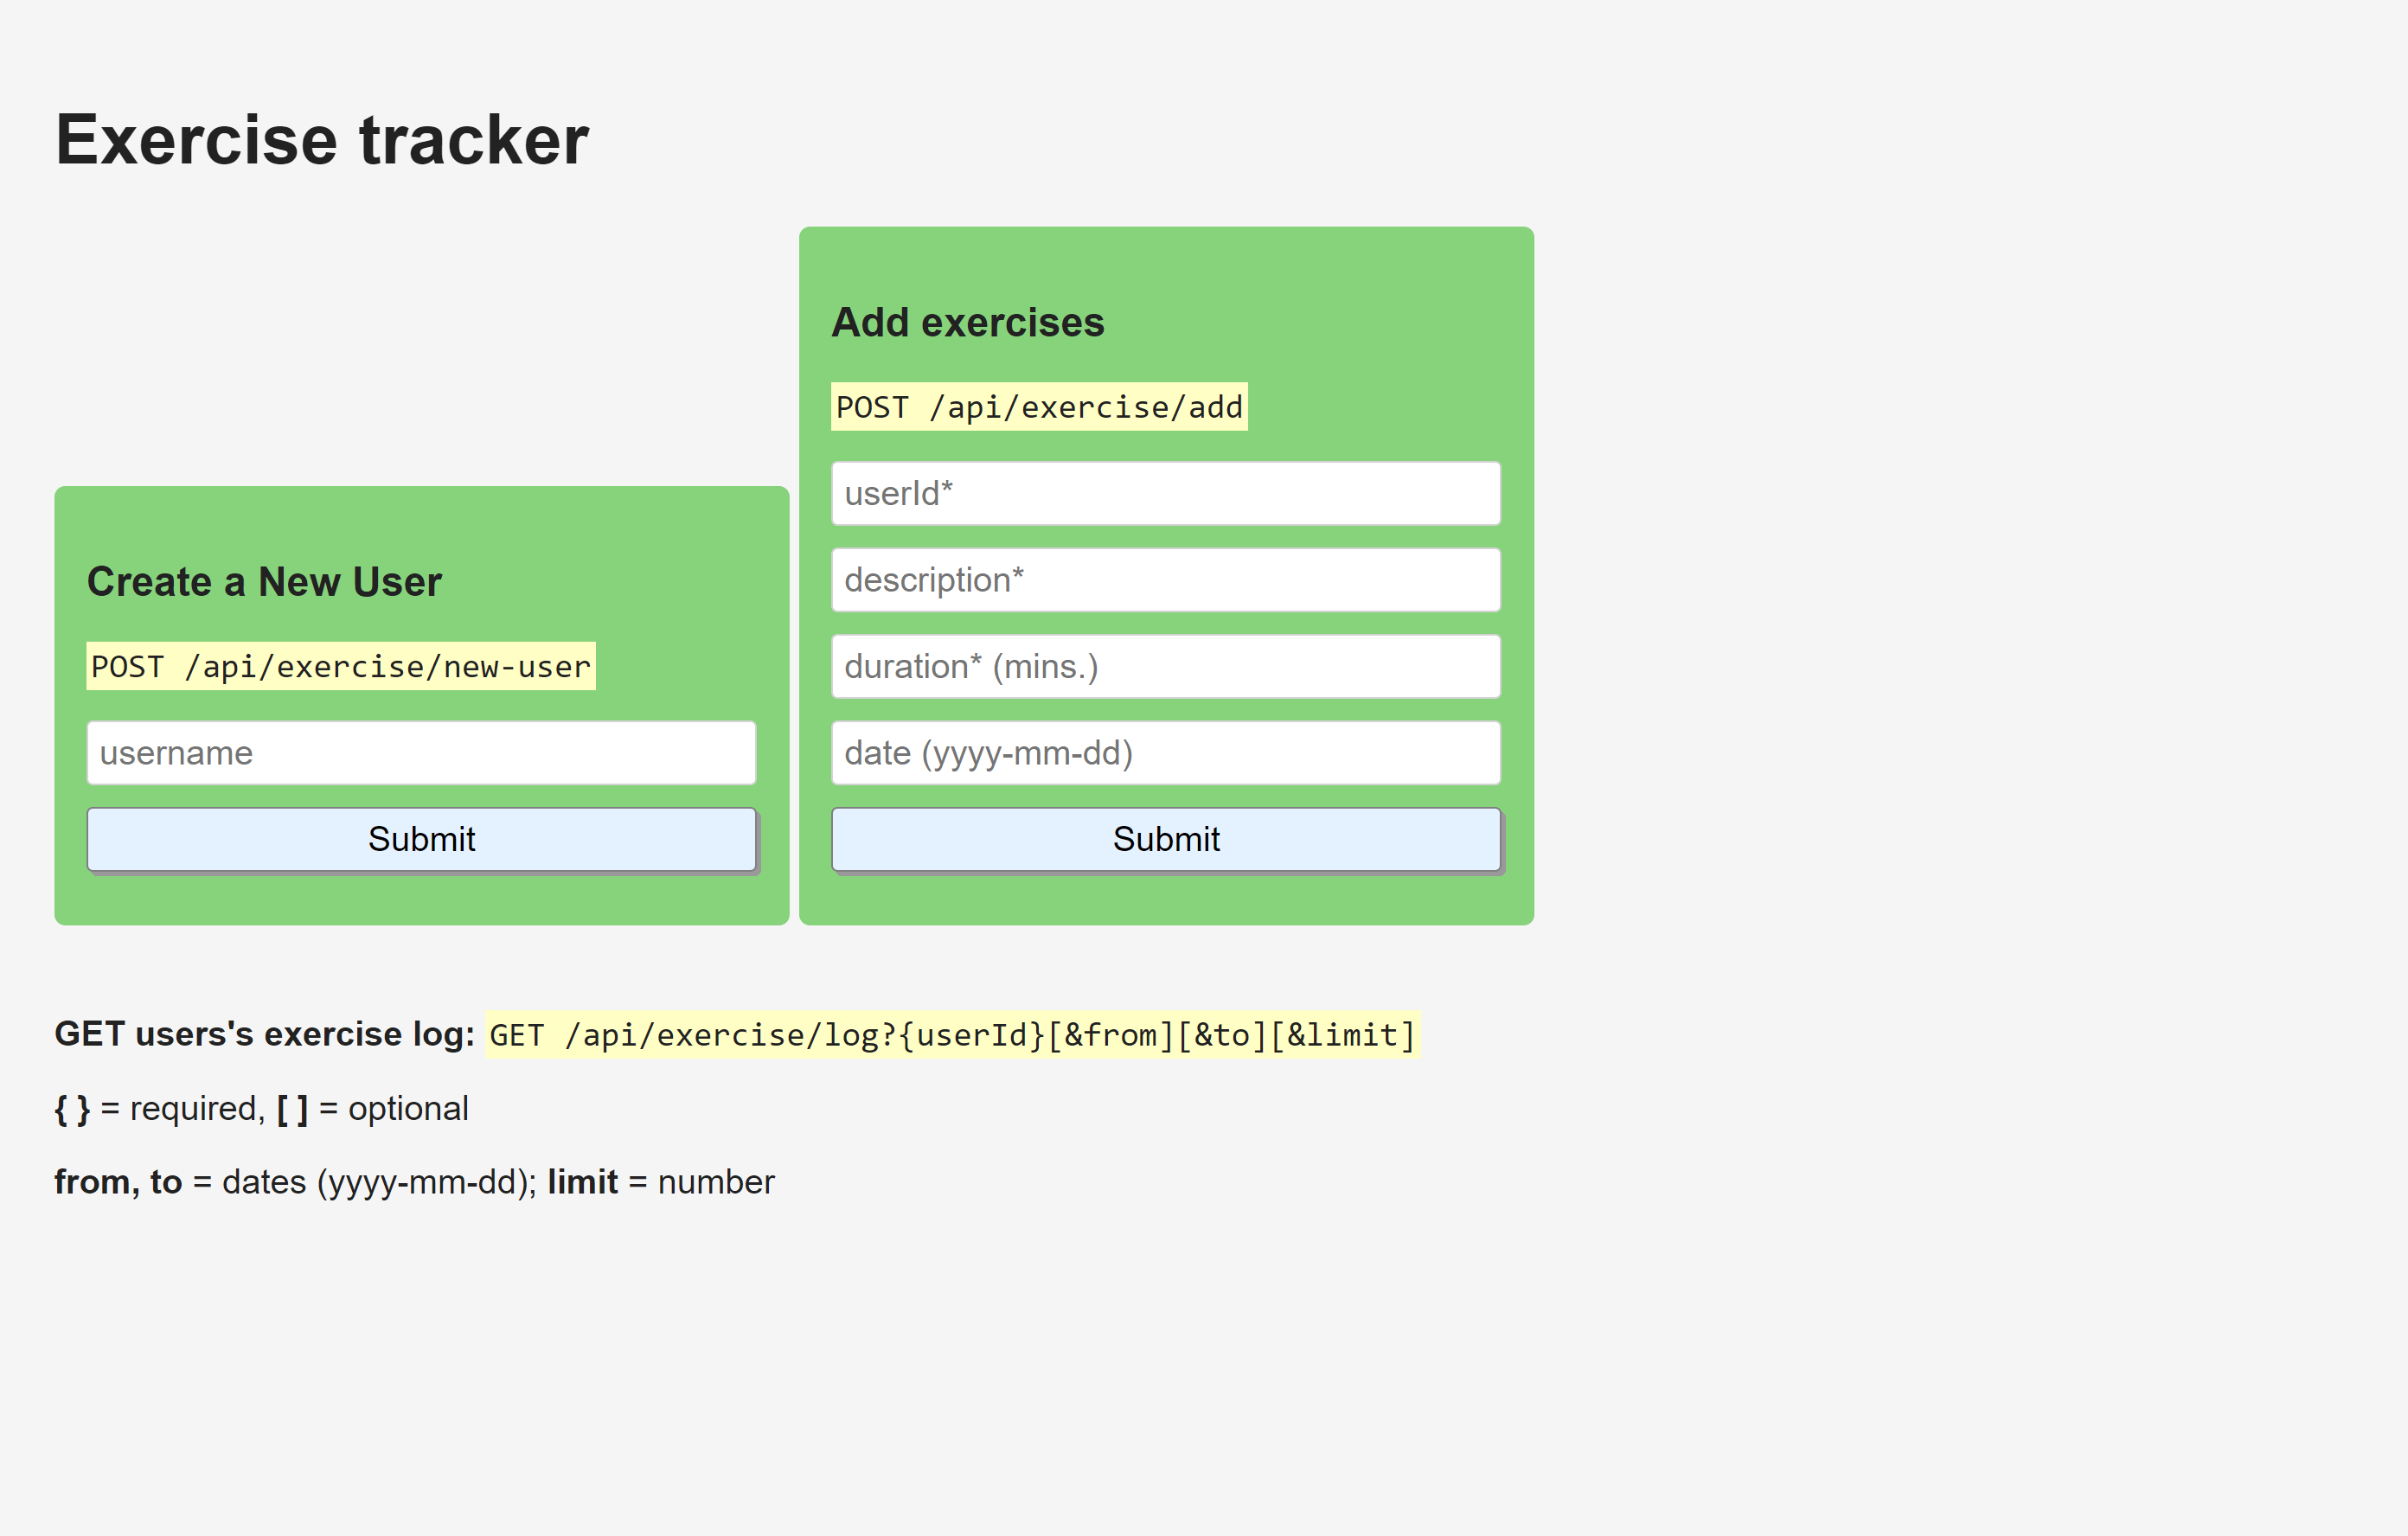 Exercise tracker
Create a New User
POST /api/exercise/new-user
username
Submit
Add exercises
POST /api/exercise/add
userId*
description*
duration* (mins.)
date (yyyy-mm-dd)
Submit
GET users's exercise log: GET /api/exercise/log?{userId}[&from][&to][&limit]
{ } = required, [ ] = optional
from, to = dates (yyyy-mm-dd); limit = number